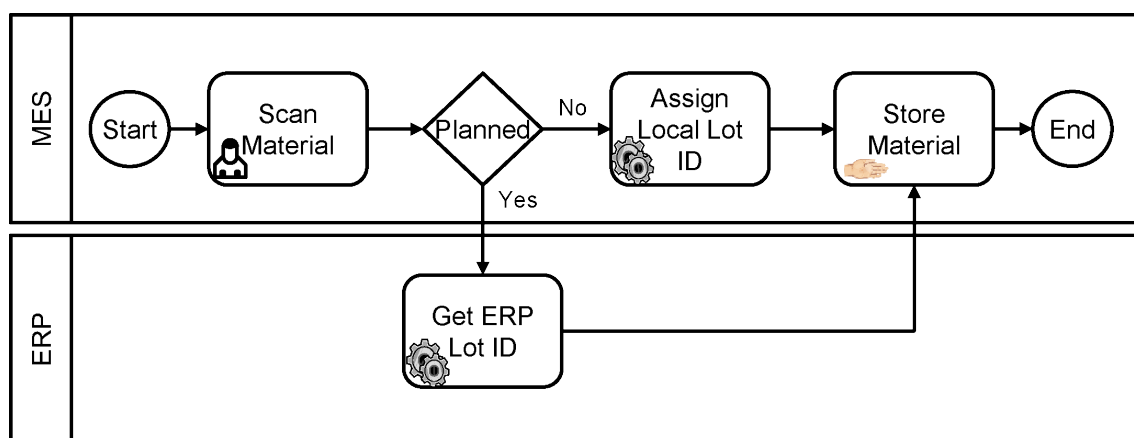 MES
Start
Scan
Material
Planned
No
Yes
Assign
Local Lot
ID
Store
Material
End
ERP
Get ERP
Lot ID